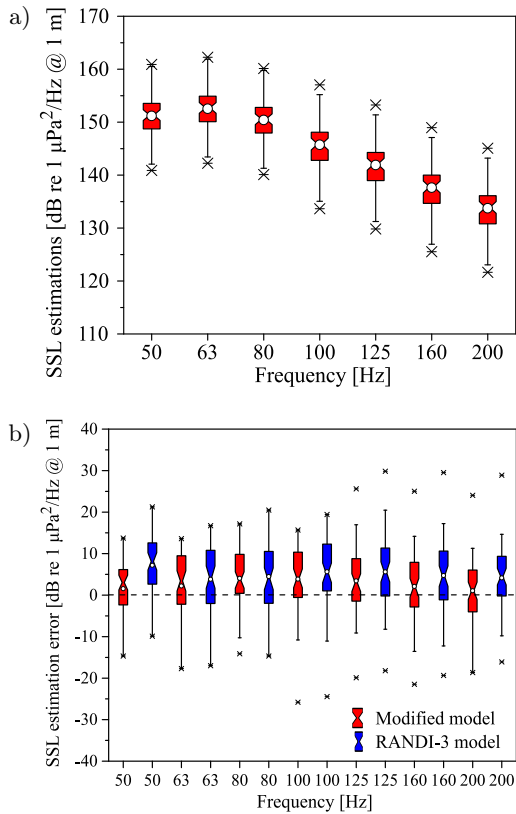 a)
SSL estimations [dB re 1 μPa²/Hz @ 1 m]
170
160
150
140
130
120
110
50 63 80 100 125 160 200
Frequency [Hz]
b)
SSL estimation error [dB re 1 μPa²/Hz @ 1 m]
40
30
20
10
0
-10
-20
-30
-40
Modified model
RANDI-3 model
50 50 63 63 80 80 100 100 125 125 160 160 200 200
Frequency [Hz]